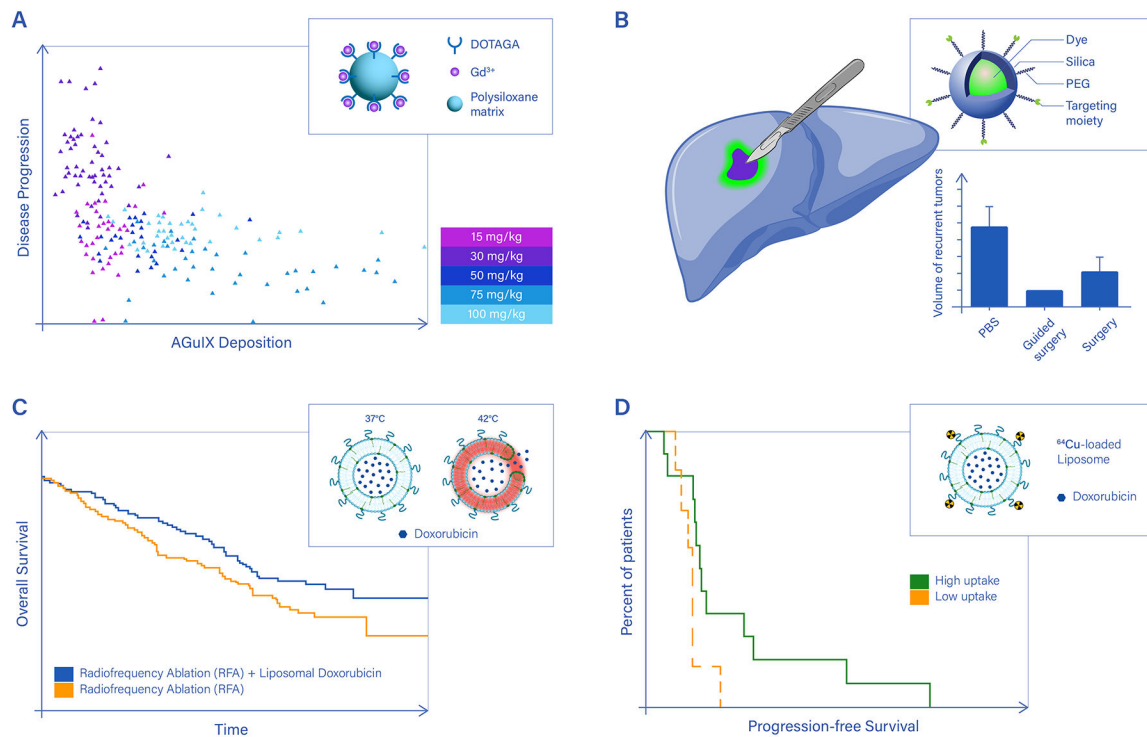 A
DOTAGA
Gd³⁺
Polysiloxane
matrix
Disease Progression
AGuIX Deposition
15 mg/kg
30 mg/kg
50 mg/kg
75 mg/kg
100 mg/kg
B
Dye
Silica
PEG
Targeting
moiety
Volume of recurrent tumors
PBS
Guided
surgery
Surgery
C
37°C
42°C
Doxorubicin
Overall Survival
Radiofrequency Ablation (RFA) + Liposomal Doxorubicin
Radiofrequency Ablation (RFA)
Time
D
⁶⁴Cu-loaded
Liposome
Doxorubicin
Percent of patients
High uptake
Low uptake
Progression-free Survival